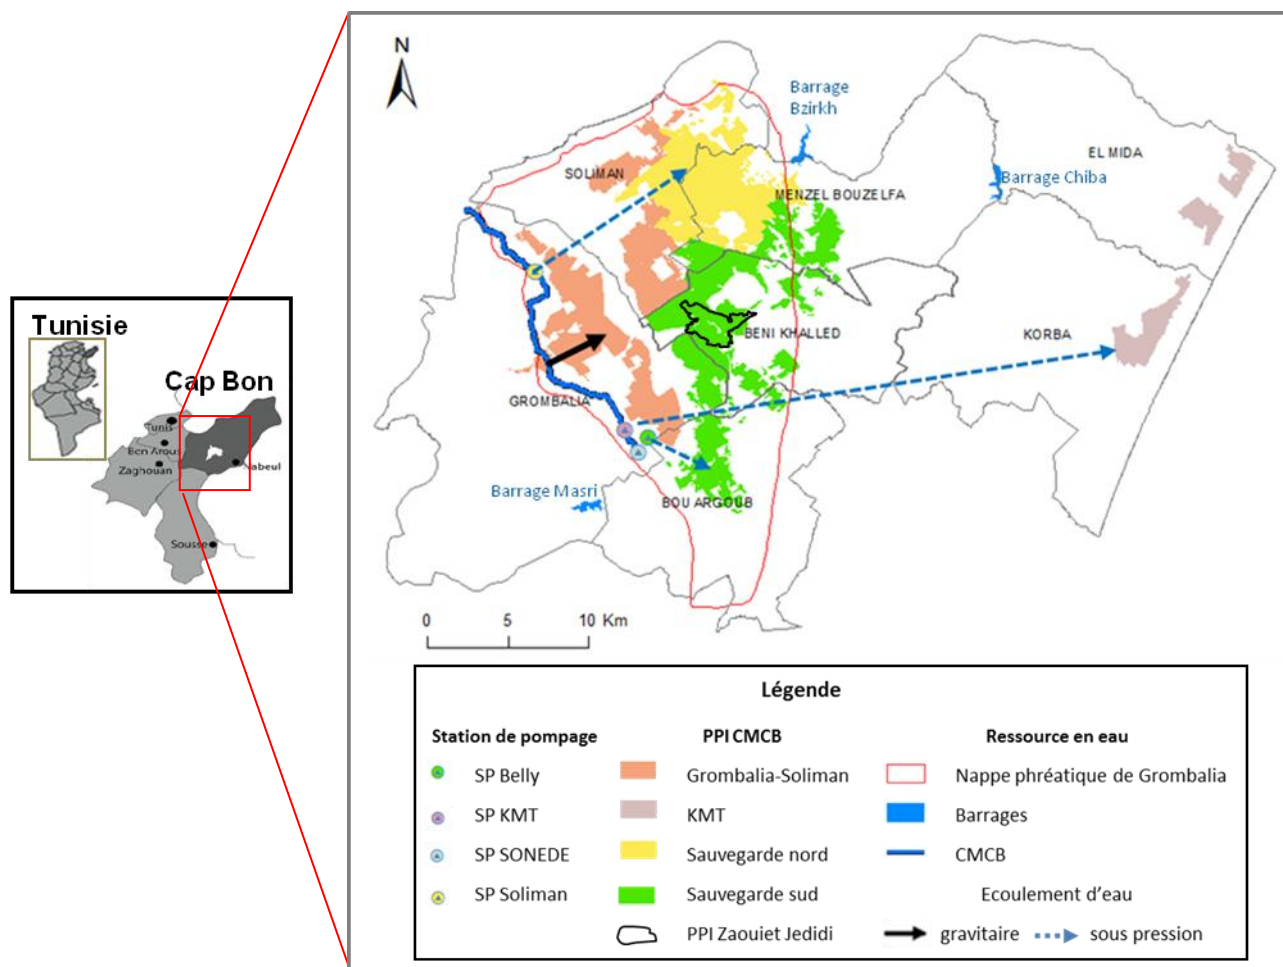 N
Barrage
Bzirkh
EL MIDA
SOLIMAN
Barrage Chiba
MENZEL BOUZELFA
Tunisie
BENI KHALLED
KORBA
Cap Bon
GROMBALIA
Tunis
Ben Arous
Zaghouan
Nabeul
Barrage Masri
BOU ARGOUB
Sousse
0 5 10 Km
Légende
Station de pompage PPI CMCB Ressource en eau
SP Belly Grombalia-Soliman Nappe phréatique de Grombalia
SP KMT KMT Barrages
SP SONEDE Sauvegarde nord CMCB
SP Soliman Sauvegarde sud Ecoulement d'eau
PPI Zaouiet Jedidi gravitaire sous pression